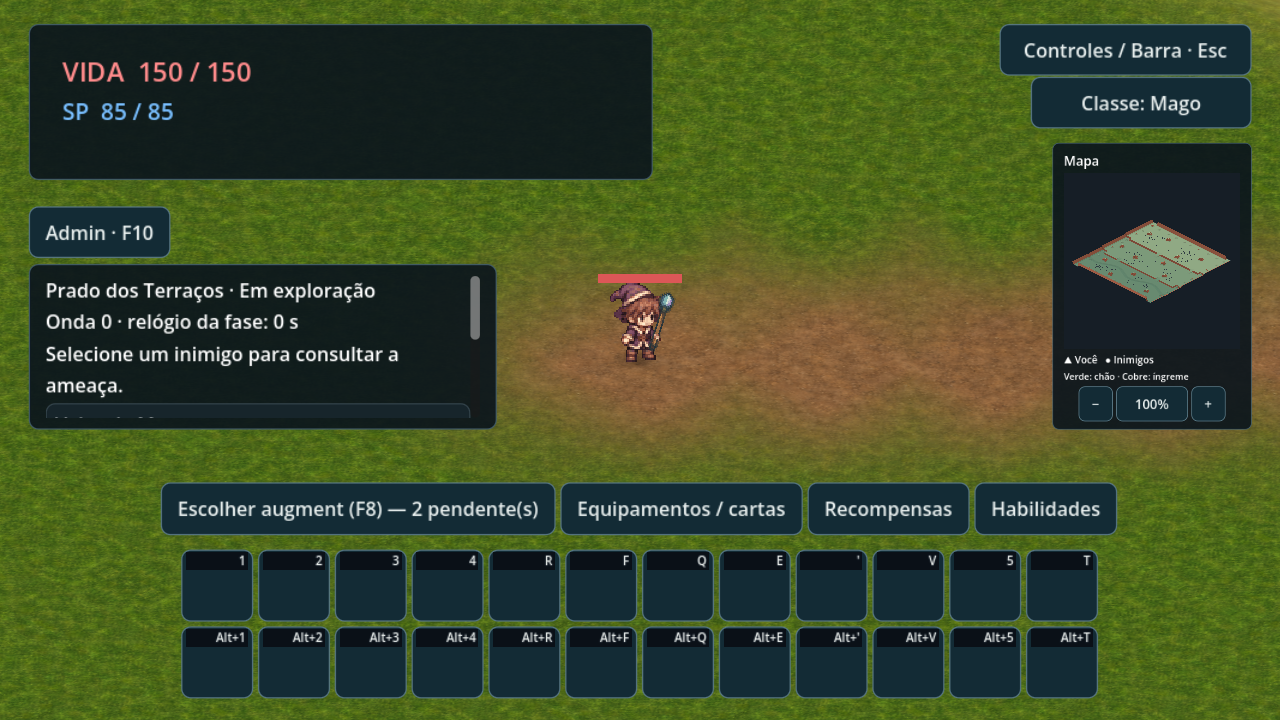 VIDA 150 / 150
SP 85 / 85
Controles / Barra · Esc
Classe: Mago
Mapa
Admin · F10
Prado dos Terraços · Em exploração
Onda 0 · relógio da fase: 0 s
Selecione um inimigo para consultar a
ameaça.
▲ Você ● Inimigos
Verde: chão · Cobre: íngreme
− 100% +
Escolher augment (F8) — 2 pendente(s)
Equipamentos / cartas
Recompensas
Habilidades
1 2 3 4 R F Q E ' V 5 T
Alt+1 Alt+2 Alt+3 Alt+4 Alt+R Alt+F Alt+Q Alt+E Alt+' Alt+V Alt+5 Alt+T